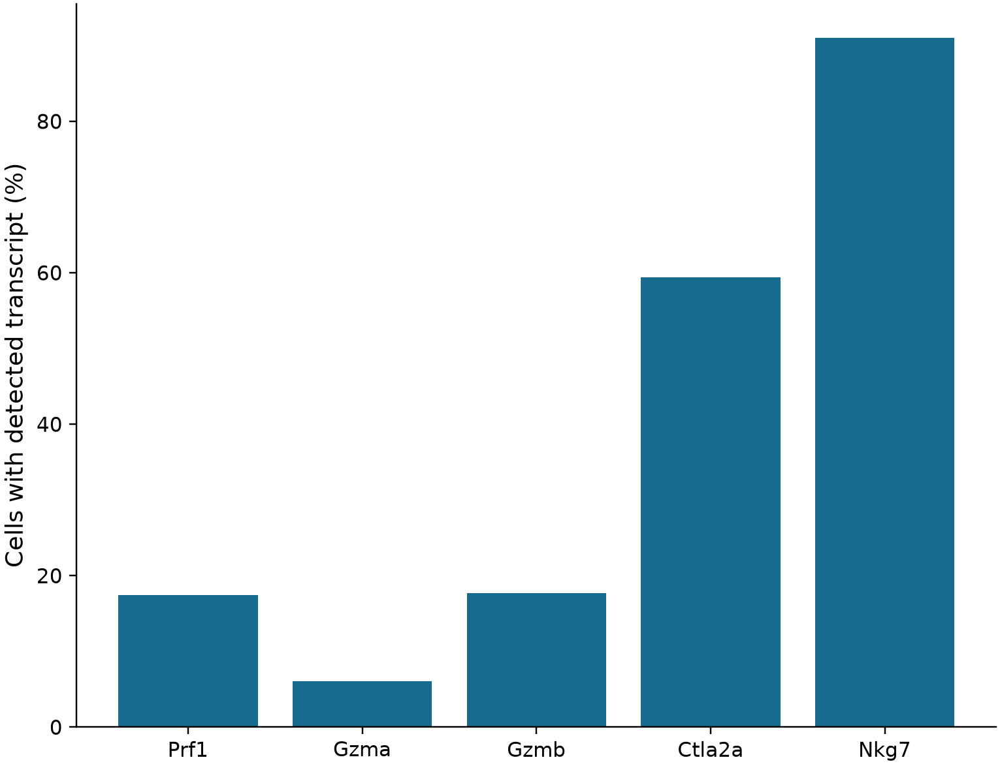 Cells with detected transcript (%)
80
60
40
20
0
Prf1 Gzma Gzmb Ctla2a Nkg7